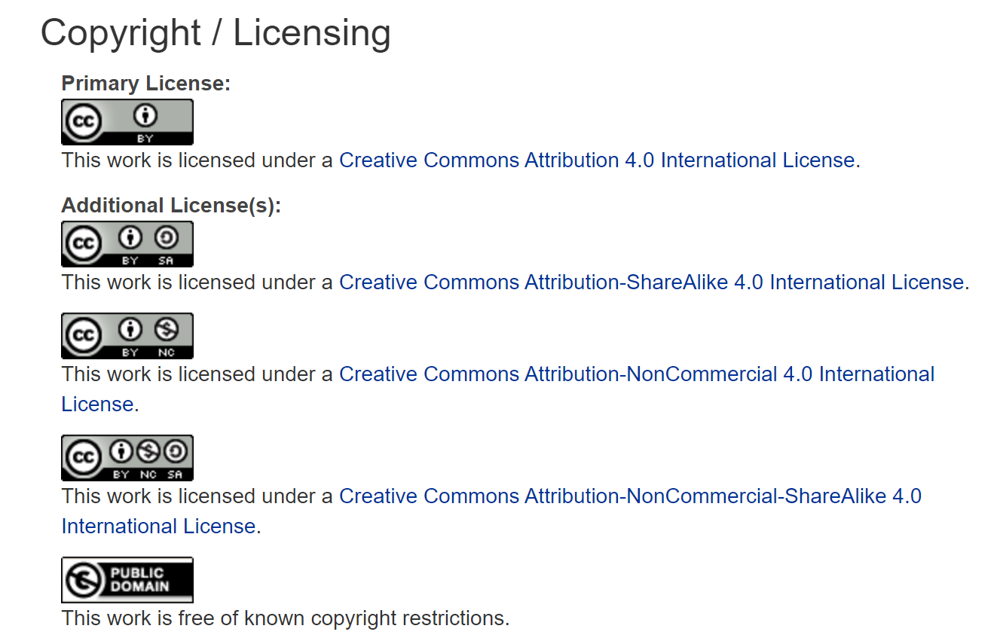 Copyright / Licensing
Primary License:
cc
BY
This work is licensed under a Creative Commons Attribution 4.0 International License.
Additional License(s):
cc
BY SA
This work is licensed under a Creative Commons Attribution-ShareAlike 4.0 International License.
cc
BY NC
This work is licensed under a Creative Commons Attribution-NonCommercial 4.0 International
License.
cc
BY NC SA
This work is licensed under a Creative Commons Attribution-NonCommercial-ShareAlike 4.0
International License.
PUBLIC
DOMAIN
This work is free of known copyright restrictions.